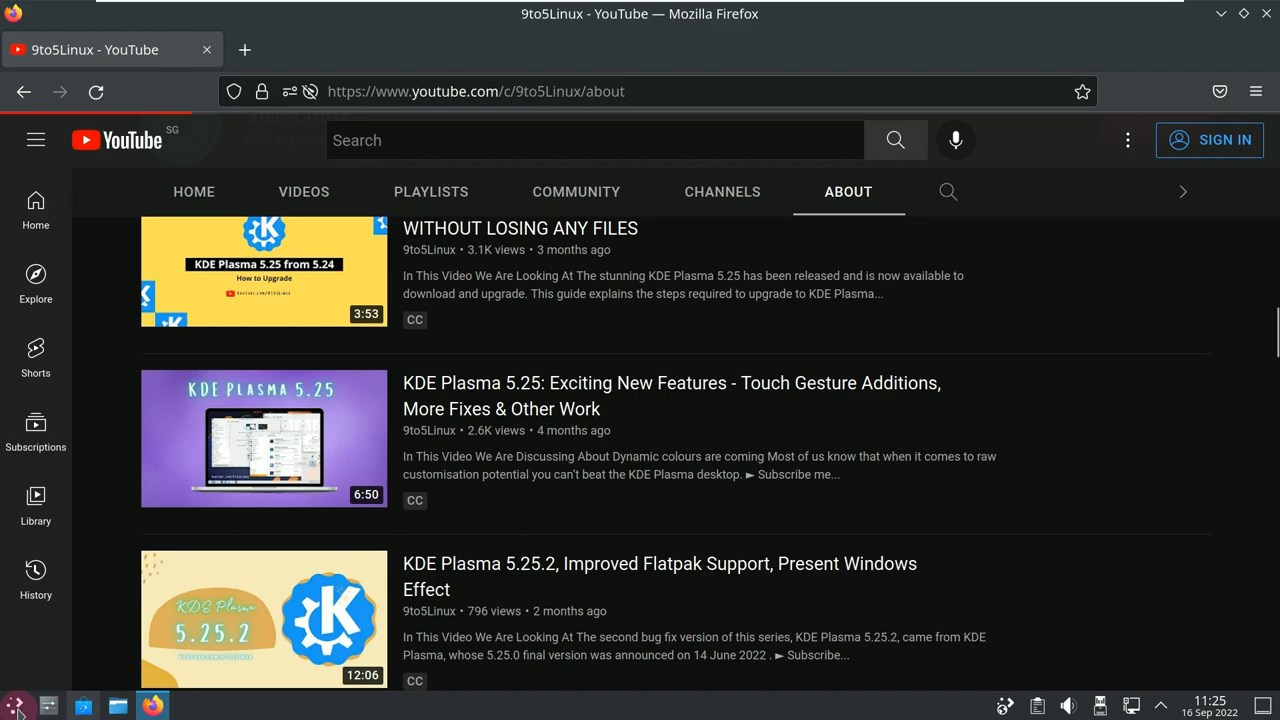 9to5Linux - YouTube — Mozilla Firefox
9to5Linux - YouTube
https://www.youtube.com/c/9to5Linux/about
YouTube
SG
Search
SIGN IN
HOME
VIDEOS
PLAYLISTS
COMMUNITY
CHANNELS
ABOUT
Home
Explore
Shorts
Subscriptions
Library
History
KDE Plasma 5.25 from 5.24
How to Upgrade
3:53
WITHOUT LOSING ANY FILES
9to5Linux • 3.1K views • 3 months ago
In This Video We Are Looking At The stunning KDE Plasma 5.25 has been released and is now available to
download and upgrade. This guide explains the steps required to upgrade to KDE Plasma...
CC
KDE PLASMA 5.25
6:50
KDE Plasma 5.25: Exciting New Features - Touch Gesture Additions,
More Fixes & Other Work
9to5Linux • 2.6K views • 4 months ago
In This Video We Are Discussing About Dynamic colours are coming Most of us know that when it comes to raw
customisation potential you can't beat the KDE Plasma desktop. ► Subscribe me...
CC
KDE Plasma
5.25.2
12:06
KDE Plasma 5.25.2, Improved Flatpak Support, Present Windows
Effect
9to5Linux • 796 views • 2 months ago
In This Video We Are Looking At The second bug fix version of this series, KDE Plasma 5.25.2, came from KDE
Plasma, whose 5.25.0 final version was announced on 14 June 2022 . ► Subscribe...
CC
11:25
16 Sep 2022